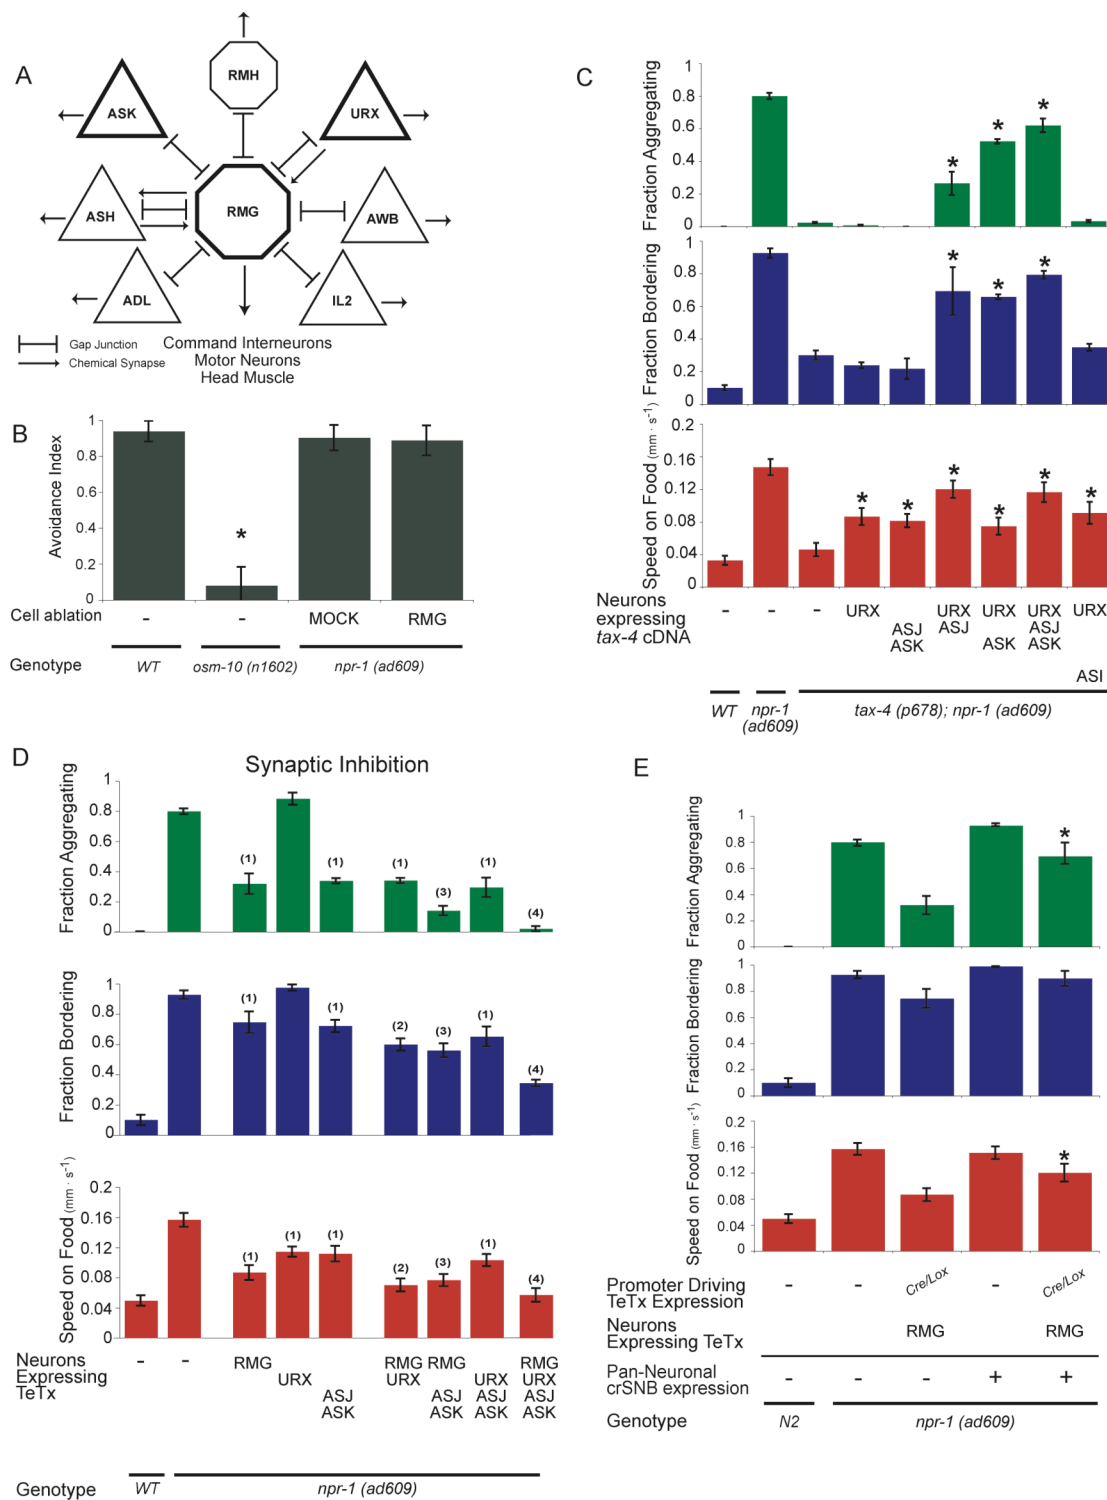 A
RMH
ASK
URX
ASH
RMG
AWB
ADL
IL2
Gap Junction
Chemical Synapse
Command Interneurons
Motor Neurons
Head Muscle
B
Avoidance Index
1
0.8
0.6
0.4
0.2
0
*
Cell ablation
- - MOCK RMG
Genotype
WT osm-10 (n1602) npr-1 (ad609)
C
Fraction Aggregating
1
0.8
0.6
0.4
0.2
0
* * *
Fraction Bordering
1
0.8
0.6
0.4
0.2
0
* * *
Speed on Food (mm · s-1)
0.2
0.16
0.12
0.08
0.04
0
* * * * * *
Neurons
expressing
tax-4 cDNA
- - - URX URX URX URX URX
ASJ ASJ ASJ
ASK ASK ASK
ASI
WT npr-1
(ad609)
tax-4 (p678); npr-1 (ad609)
D
Synaptic Inhibition
Fraction Aggregating
1
0.8
0.6
0.4
0.2
0
(1) (1) (1) (3) (1) (4)
Fraction Bordering
1
0.8
0.6
0.4
0.2
0
(1) (1) (2) (3) (1) (4)
Speed on Food (mm · s-1)
0.2
0.16
0.12
0.08
0.04
0
(1) (1) (1) (2) (3) (1) (4)
Neurons
Expressing
TeTx
- - RMG RMG RMG RMG
URX URX URX URX
ASJ ASJ ASJ ASJ
ASK ASK ASK ASK
Genotype
WT npr-1 (ad609)
E
Fraction Aggregating
1
0.8
0.6
0.4
0.2
0
*
Fraction Bordering
1
0.8
0.6
0.4
0.2
0
Speed on Food (mm · s-1)
0.2
0.16
0.12
0.08
0.04
0
*
Promoter Driving
TeTx Expression
- - Cre/Lox - Cre/Lox
Neurons
Expressing TeTx
RMG RMG
Pan-Neuronal
crSNB expression
- - - + +
Genotype
N2 npr-1 (ad609)